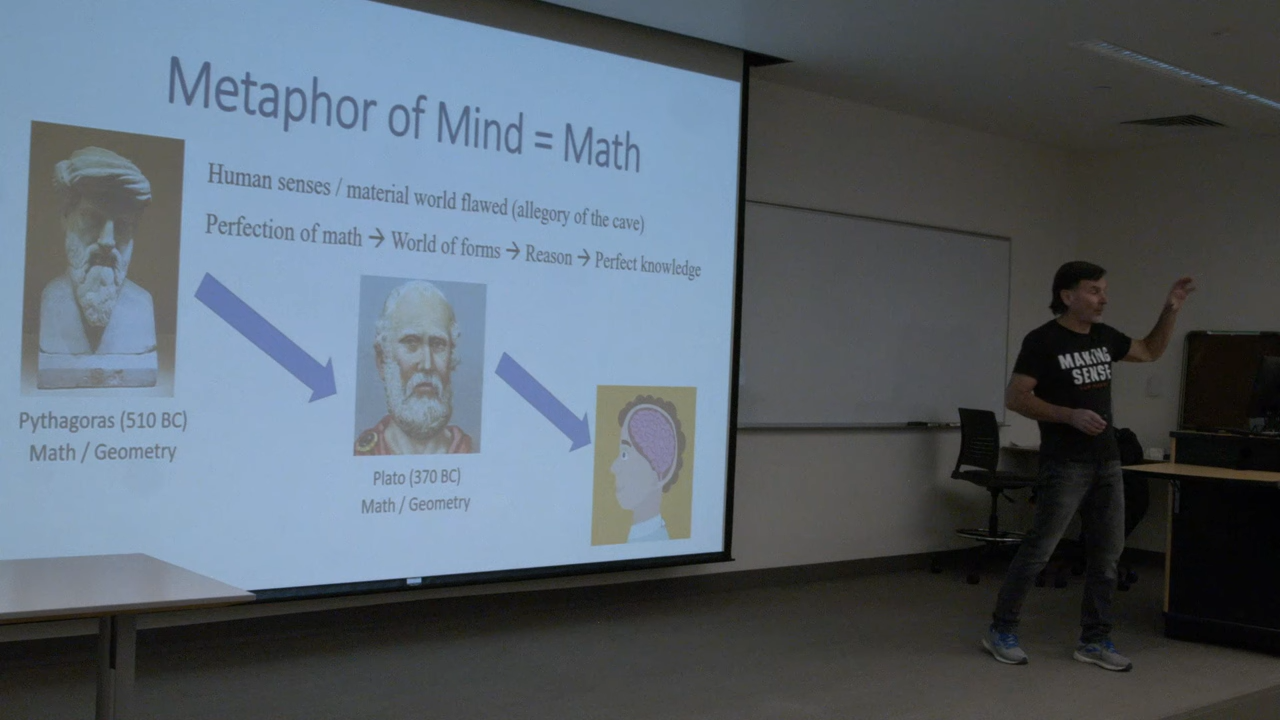 Metaphor of Mind = Math
Human senses / material world flawed (allegory of the cave)
Perfection of math → World of forms → Reason → Perfect knowledge
Pythagoras (510 BC)
Math / Geometry
Plato (370 BC)
Math / Geometry
MAKING
SENSE